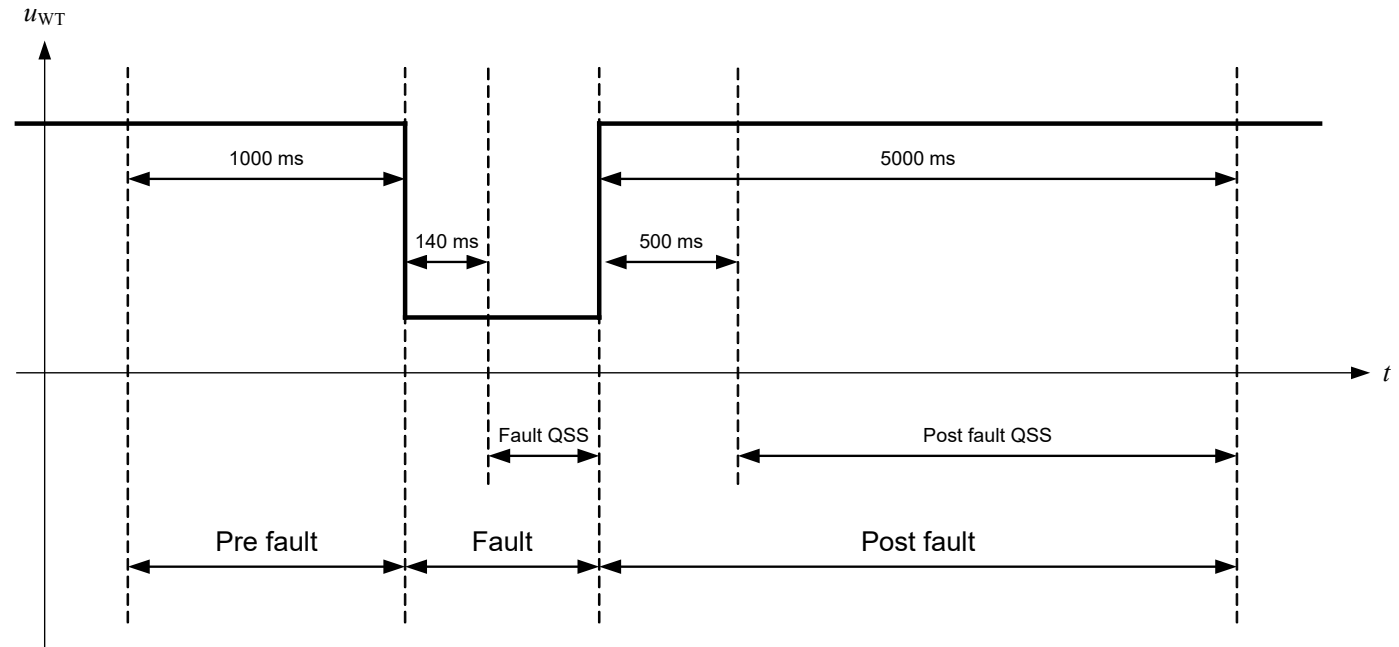 u_WT
1000 ms
5000 ms
140 ms
500 ms
t
Fault QSS
Post fault QSS
Pre fault
Fault
Post fault